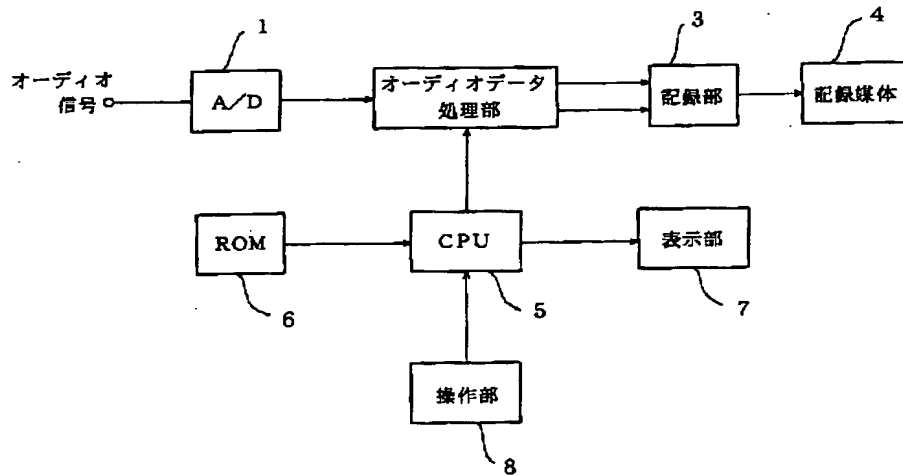 1
3
4
オーディオ
信号
A/D
オーディオデータ
処理部
記録部
記録媒体
ROM
CPU
表示部
6
5
7
操作部
8